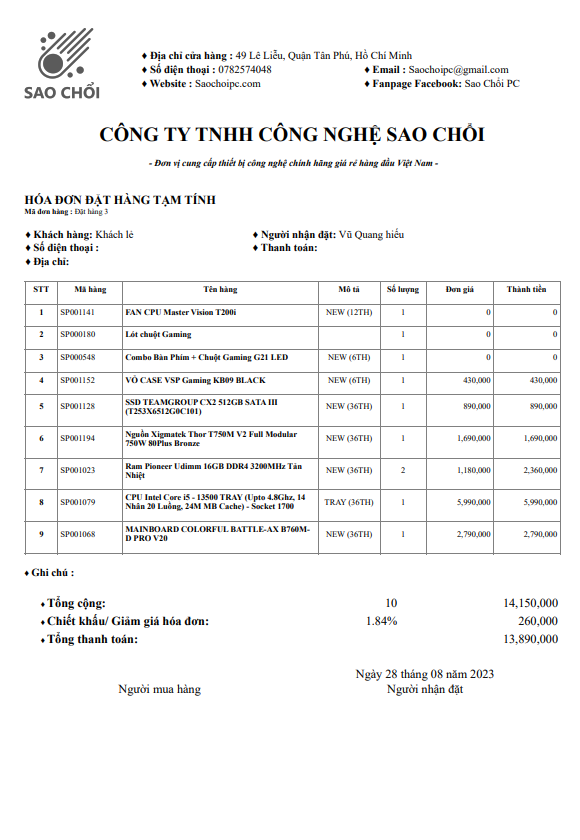 SAO CHỔI
♦ Địa chỉ cửa hàng : 49 Lê Liễu, Quận Tân Phú, Hồ Chí Minh
♦ Số điện thoại : 0782574048 ♦ Email : Saochoipc@gmail.com
♦ Website : Saochoipc.com ♦ Fanpage Facebook: Sao Chổi PC
CÔNG TY TNHH CÔNG NGHỆ SAO CHỔI
- Đơn vị cung cấp thiết bị công nghệ chính hãng giá rẻ hàng đầu Việt Nam -
HÓA ĐƠN ĐẶT HÀNG TẠM TÍNH
Mã đơn hàng : Đặt hàng 3
♦ Khách hàng: Khách lẻ ♦ Người nhận đặt: Vũ Quang hiếu
♦ Số điện thoại : ♦ Thanh toán:
♦ Địa chỉ:
STT Mã hàng Tên hàng Mô tả Số lượng Đơn giá Thành tiền
1 SP001141 FAN CPU Master Vision T200i NEW (12TH) 1 0 0
2 SP000180 Lót chuột Gaming 1 0 0
3 SP000548 Combo Bàn Phím + Chuột Gaming G21 LED NEW (6TH) 1 0 0
4 SP001152 VỎ CASE VSP Gaming KB09 BLACK NEW (6TH) 1 430,000 430,000
5 SP001128 SSD TEAMGROUP CX2 512GB SATA III NEW (36TH) 1 890,000 890,000
(T253X6512G0C101)
6 SP001194 Nguồn Xigmatek Thor T750M V2 Full Modular NEW (36TH) 1 1,690,000 1,690,000
750W 80Plus Bronze
7 SP001023 Ram Pioneer Udimm 16GB DDR4 3200MHz Tản NEW (36TH) 2 1,180,000 2,360,000
Nhiệt
8 SP001079 CPU Intel Core i5 - 13500 TRAY (Upto 4.8Ghz, 14 TRAY (36TH) 1 5,990,000 5,990,000
Nhân 20 Luồng, 24M MB Cache) - Socket 1700
9 SP001068 MAINBOARD COLORFUL BATTLE-AX B760M- NEW (36TH) 1 2,790,000 2,790,000
D PRO V20
♦ Ghi chú :
♦ Tổng cộng: 10 14,150,000
♦ Chiết khấu/ Giảm giá hóa đơn: 1.84% 260,000
♦ Tổng thanh toán: 13,890,000
Ngày 28 tháng 08 năm 2023
Người mua hàng Người nhận đặt